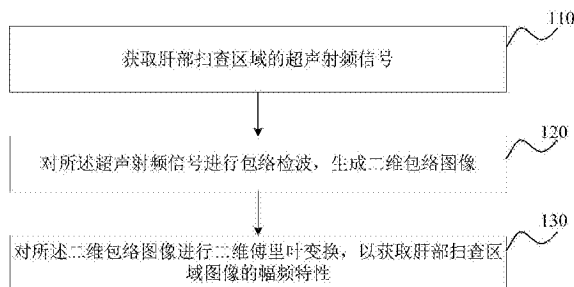 110
获取肝部扫查区域的超声射频信号
120
对所述超声射频信号进行包络检波，生成二维包络图像
130
对所述二维包络图像进行二维傅里叶变换，以获取肝部扫查区
域图像的幅频特性